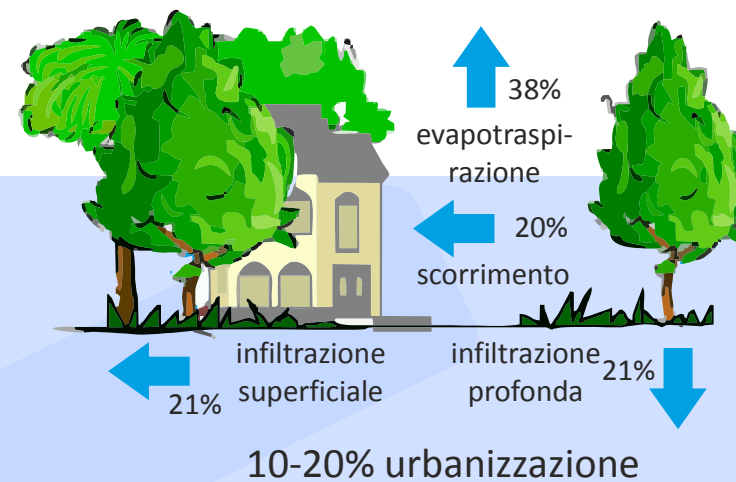 38%
evapotraspi-
razione
20%
scorrimento
infiltrazione
superficiale
21%
infiltrazione
profonda
21%
10-20% urbanizzazione